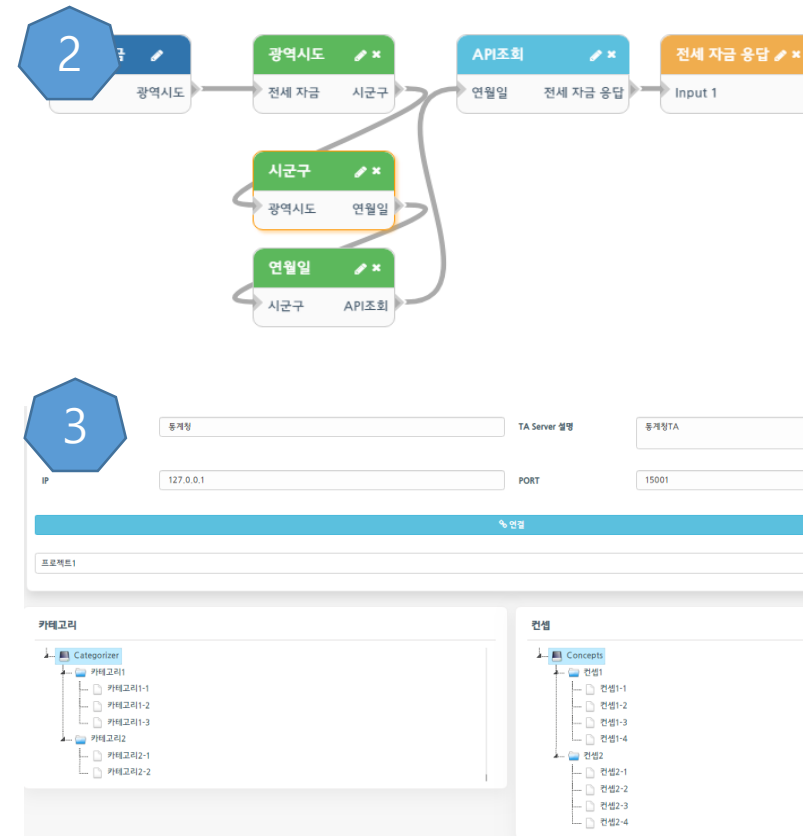 2
금
광역시도
API조회
전세 자금 응답
광역시도
전세 자금
시군구
연월일
전세 자금 응답
Input 1
시군구
광역시도
연월일
연월일
시군구
API조회
3
통계청
TA Server 설명
통계청TA
IP
127.0.0.1
PORT
15001
연결
프로젝트1
카테고리
컨셉
Categorizer
카테고리1
카테고리1-1
카테고리1-2
카테고리1-3
카테고리2
카테고리2-1
카테고리2-2
Concepts
컨셉1
컨셉1-1
컨셉1-2
컨셉1-3
컨셉1-4
컨셉2
컨셉2-1
컨셉2-2
컨셉2-3
컨셉2-4